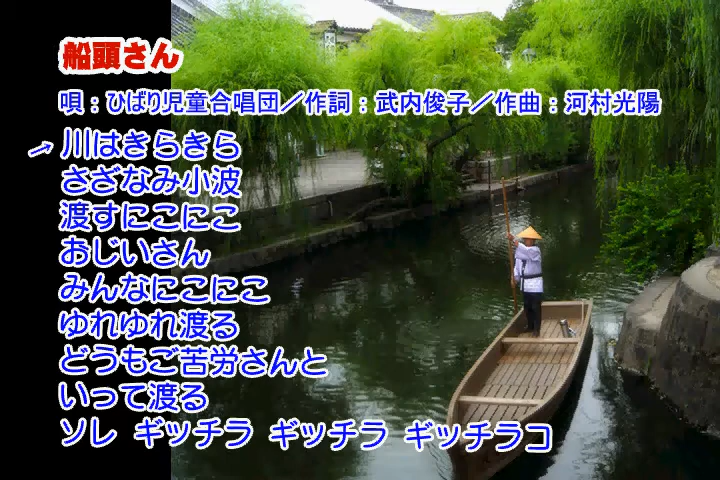 船頭さん
唄：ひばり児童合唱団／作詞：武内俊子／作曲：河村光陽
→川はきらきら
さざなみ小波
渡すにこにこ
おじいさん
みんなにこにこ
ゆれゆれ渡る
どうもご苦労さんと
いって渡る
ソレ ギッチラ ギッチラ ギッチラコ